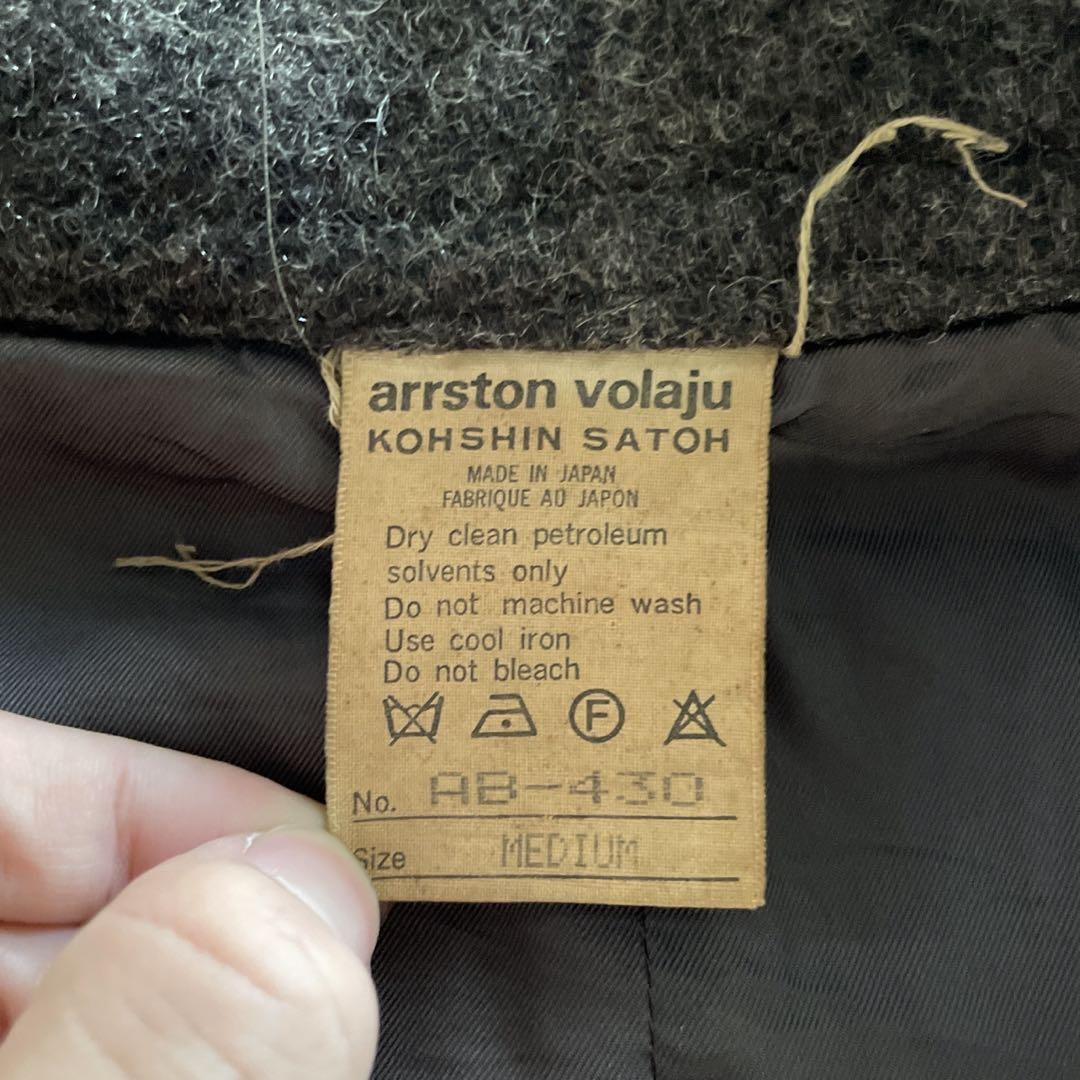 arrston volaju
KOHSHIN SATOH
MADE IN JAPAN
FABRIQUE AU JAPON
Dry clean petroleum
solvents only
Do not machine wash
Use cool iron
Do not bleach
F
No. AB-430
Size MEDIUM